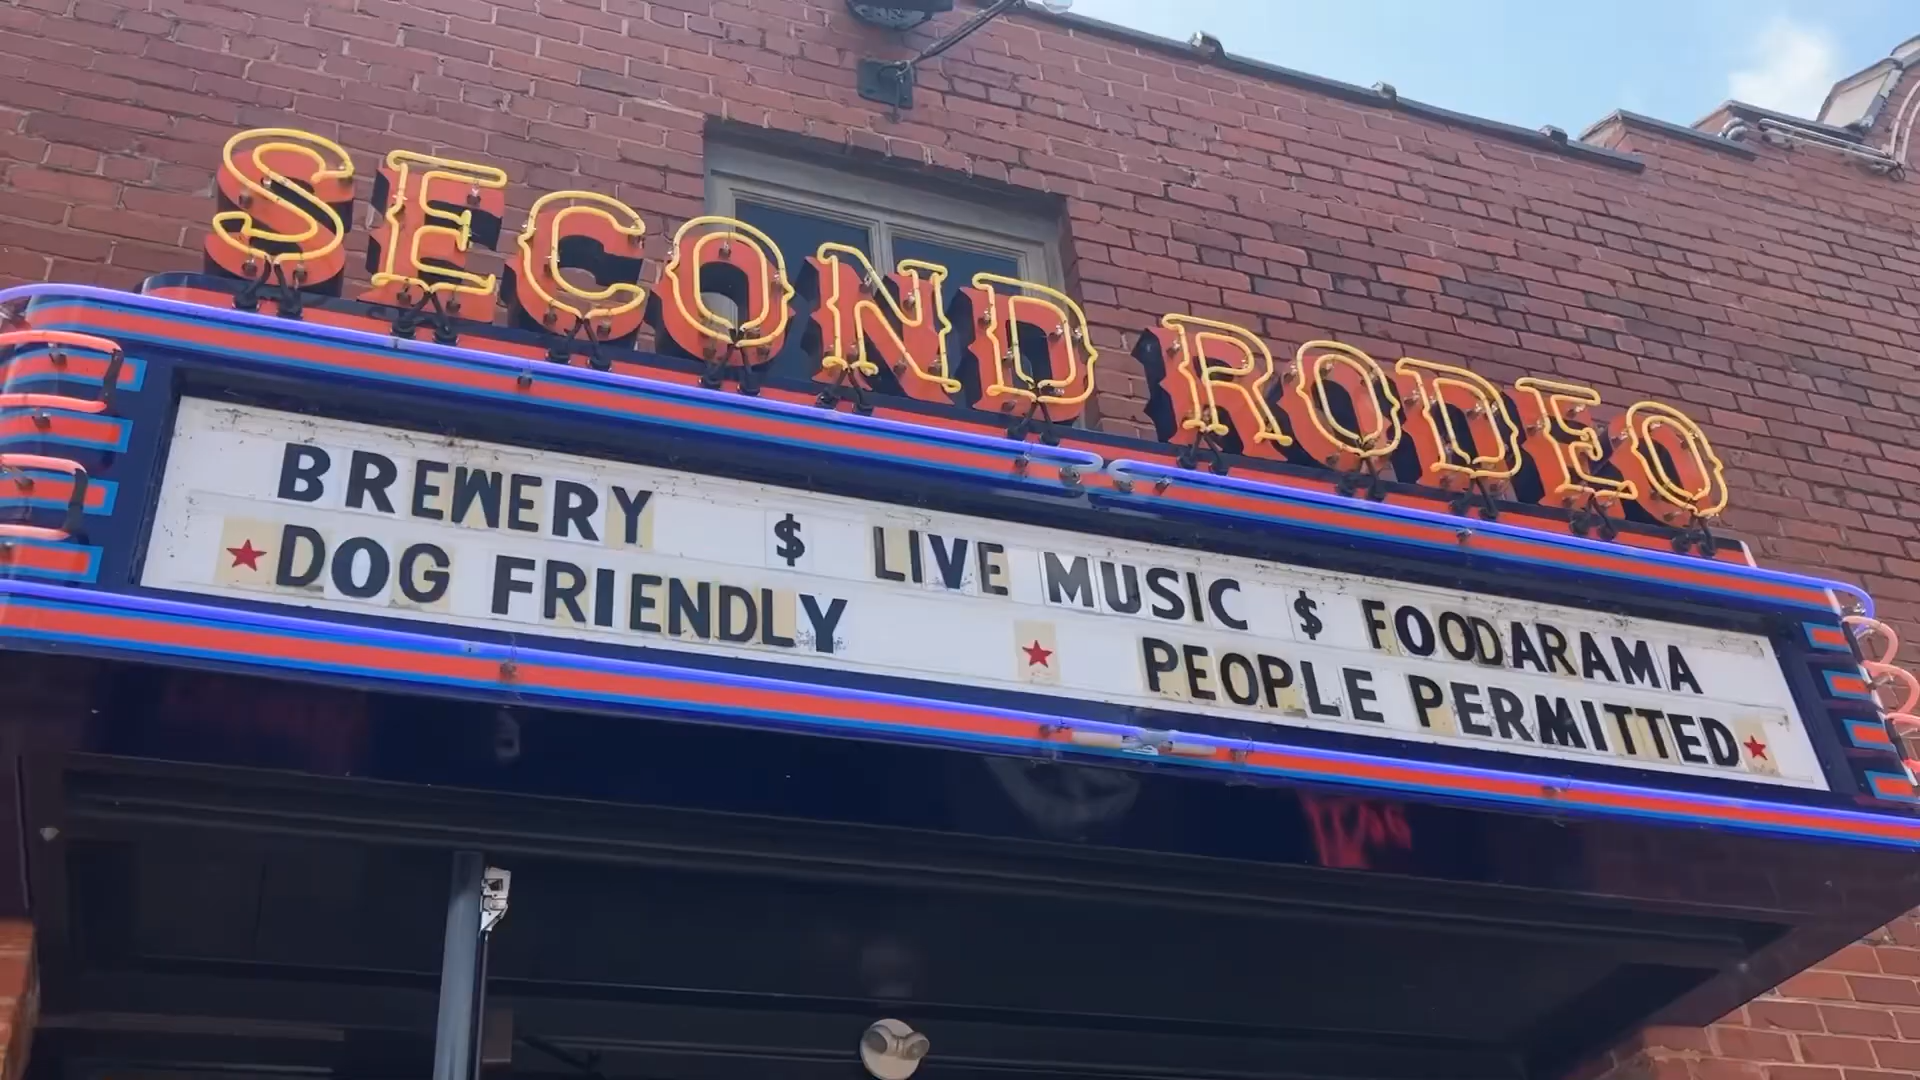 SECOND RODEO
BREWERY $ LIVE MUSIC $ FOODARAMA
★ DOG FRIENDLY ★ PEOPLE PERMITTED ★